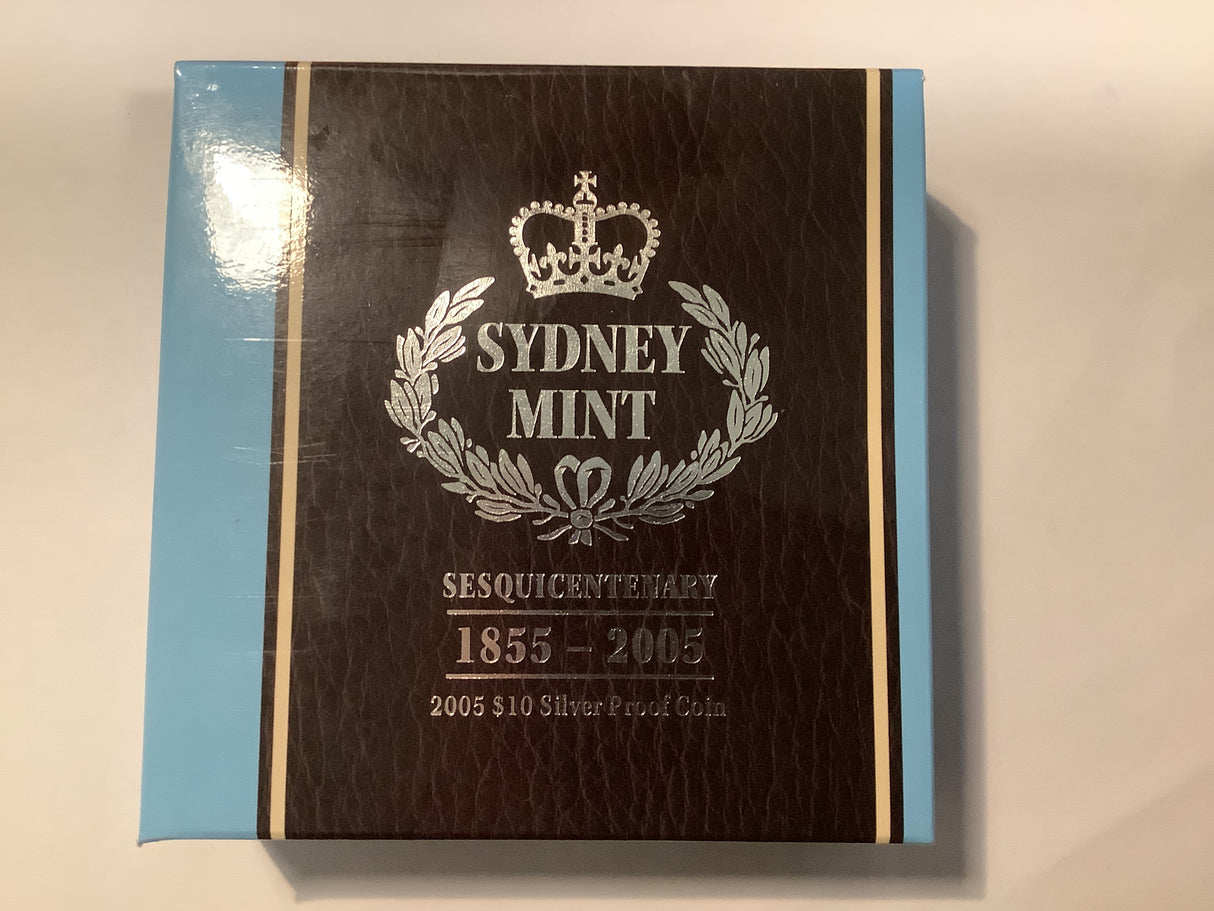 SYDNEY
MINT
SESQUICENTENARY
1855 – 2005
2005 $10 Silver Proof Coin